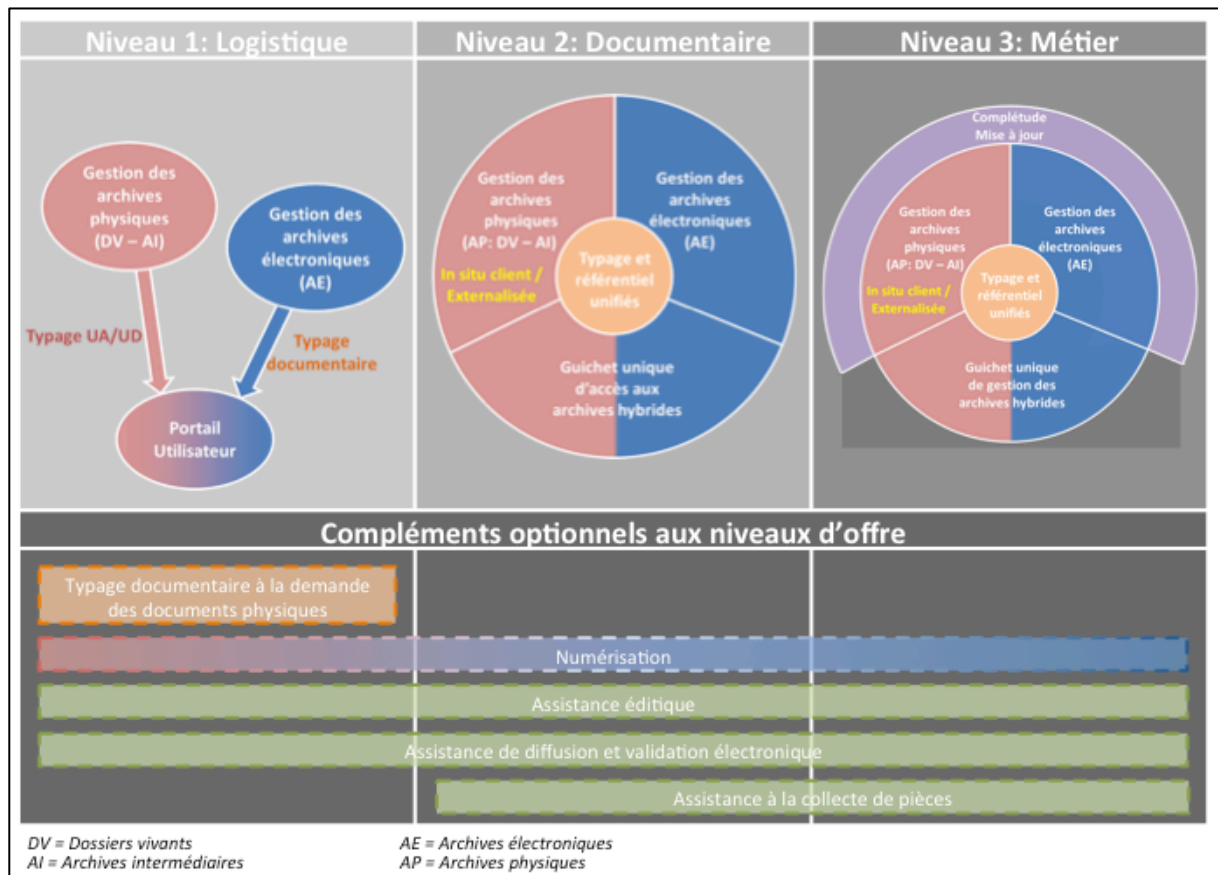 Niveau 1: Logistique
Gestion des
archives
physiques
(DV – AI)
Gestion des
archives
électroniques
(AE)
Typage UA/UD
Typage
documentaire
Portail
Utilisateur
Niveau 2: Documentaire
Gestion des
archives
physiques
(AP: DV – AI)
In situ client /
Externalisée
Gestion des
archives
électroniques
(AE)
Typage et
référentiel
unifiés
Guichet unique
d'accès aux
archives hybrides
Niveau 3: Métier
Complétude
Mise à jour
Gestion des
archives
physiques
(AP: DV – AI)
In situ client /
Externalisée
Gestion des
archives
électroniques
(AE)
Typage et
référentiel
unifiés
Guichet unique
de gestion des
archives hybrides
Compléments optionnels aux niveaux d'offre
Typage documentaire à la demande
des documents physiques
Numérisation
Assistance éditique
Assistance de diffusion et validation électronique
Assistance à la collecte de pièces
DV = Dossiers vivants
AI = Archives intermédiaires
AE = Archives électroniques
AP = Archives physiques